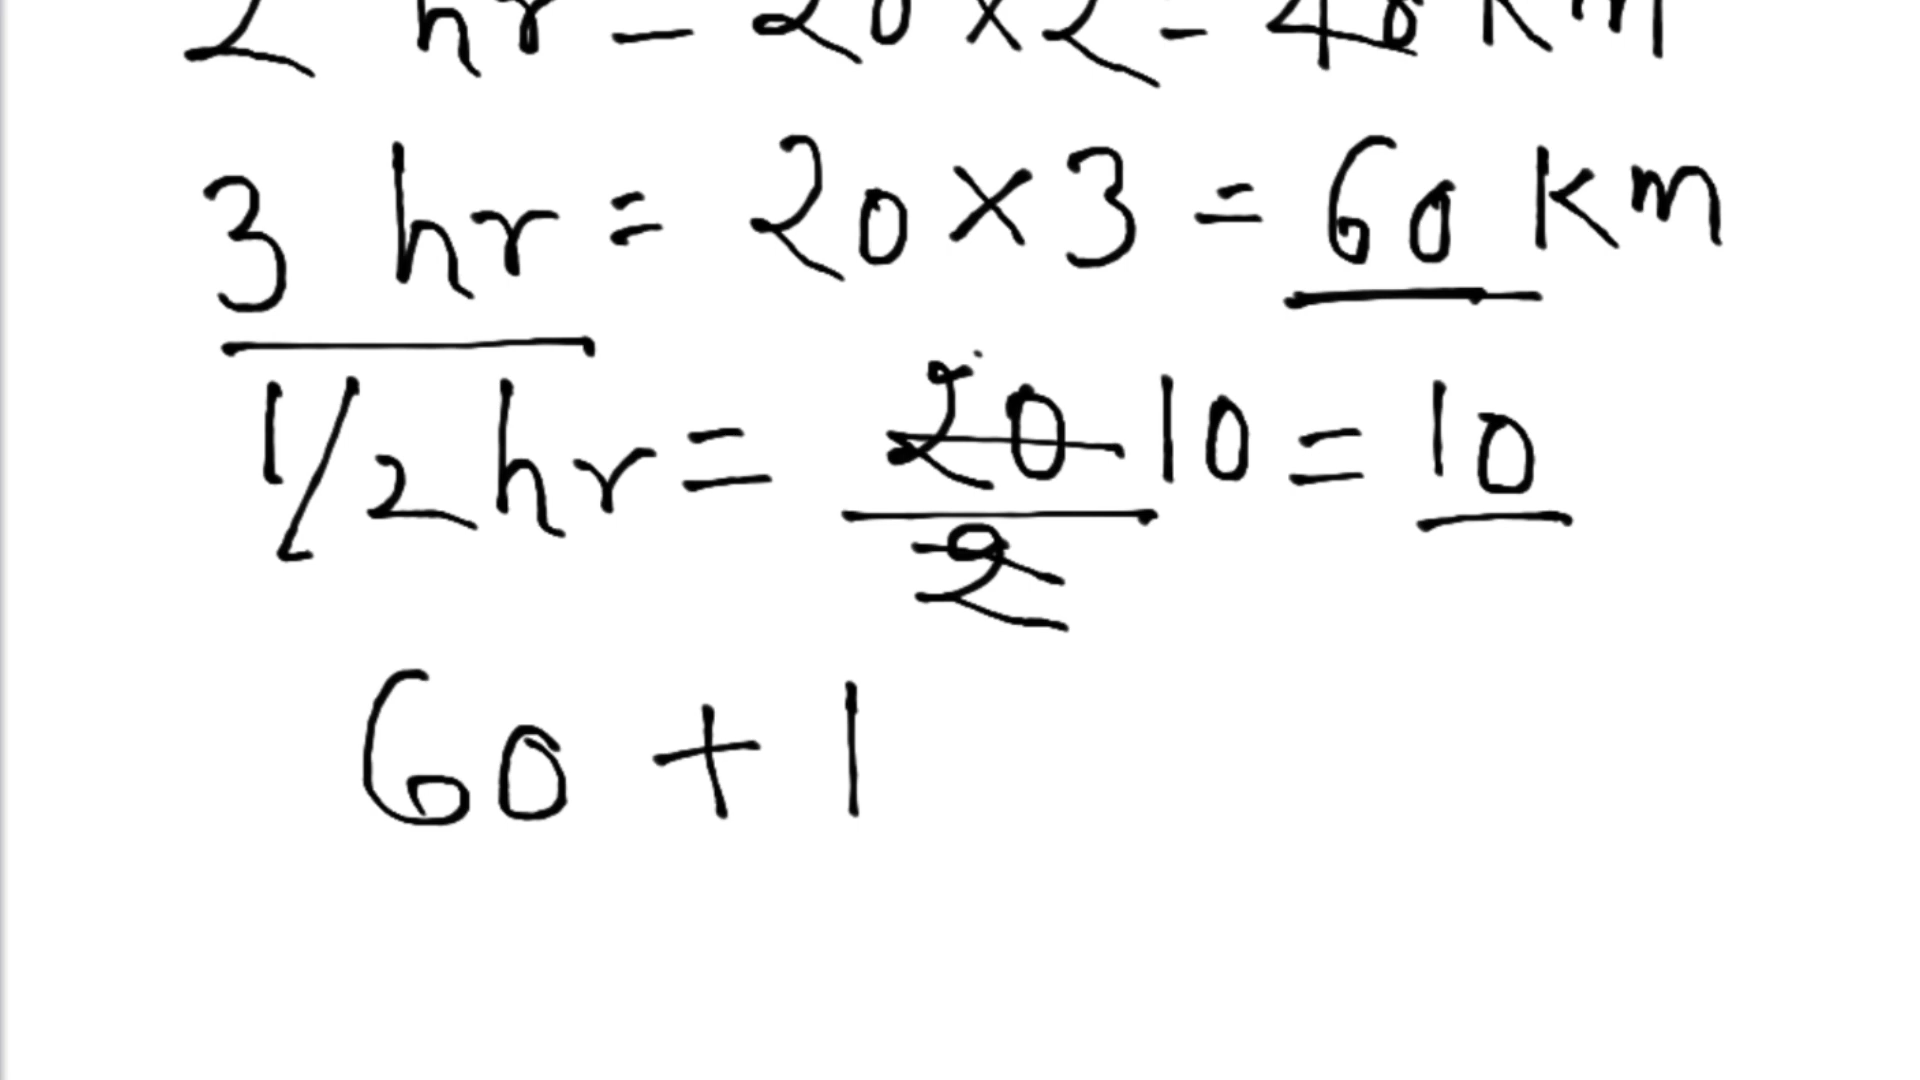 2 hr = 20 × 2 = 40 Km
3 hr = 20 × 3 = 60 Km
1/2 hr = 20 10 = 10
2
60 + 1